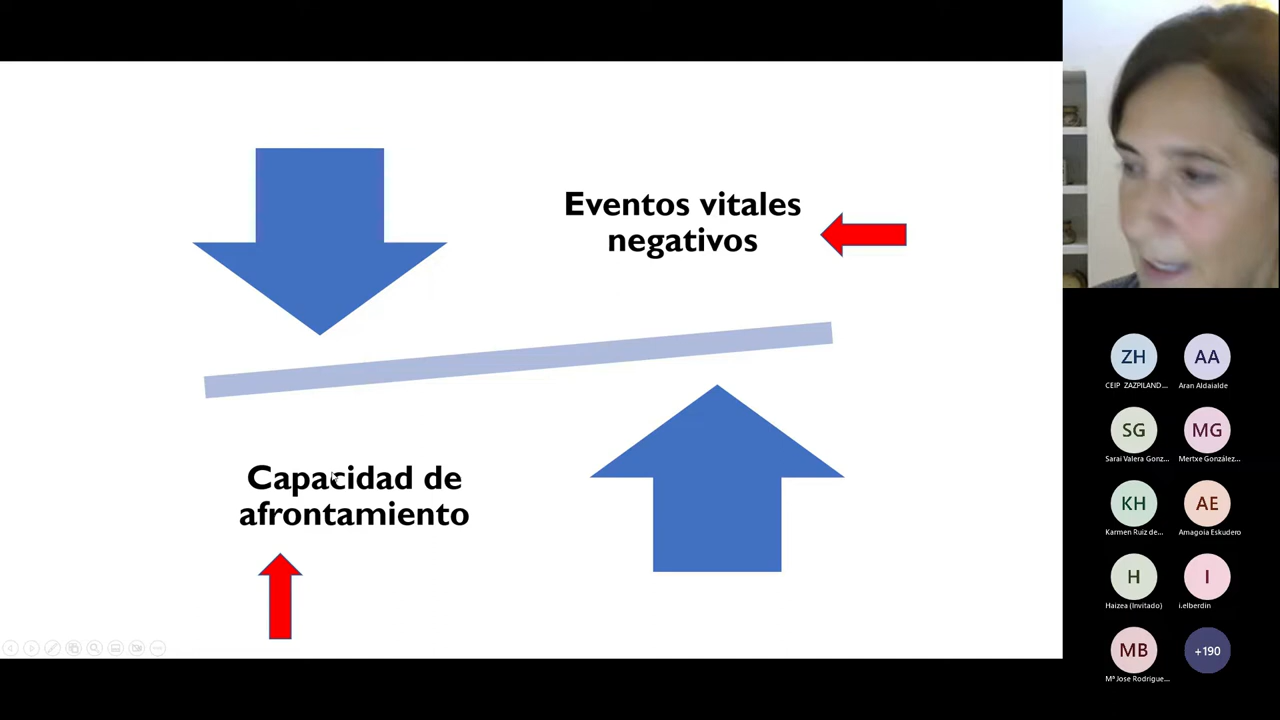 Eventos vitales
negativos
Capacidad de
afrontamiento
ZH
CEIP ZAZPILAND...
AA
Aran Aldaialde
SG
Sarai Valera Gonz...
MG
Mertxe González...
KH
Karmen Ruiz de...
AE
Amagoia Eskudero
H
Haizea (Invitado)
I
i.elberdin
MB
Mª Jose Rodrigue...
+190